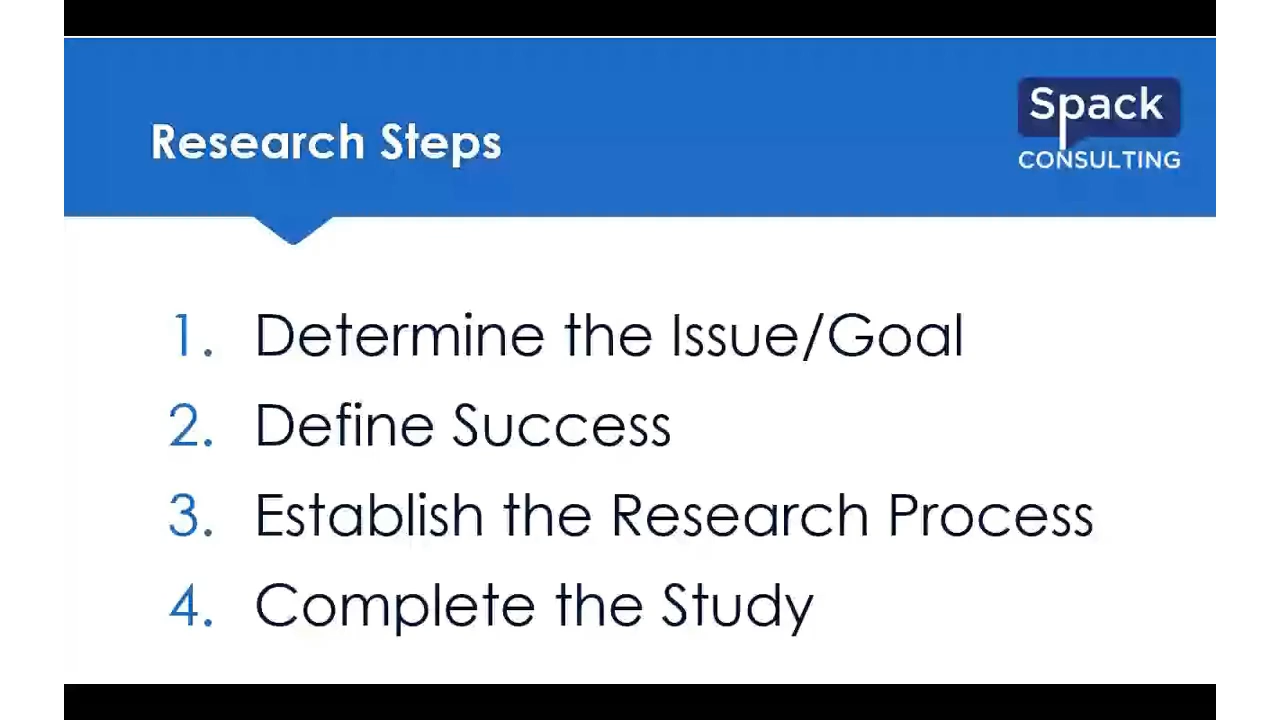 Research Steps
Spack
CONSULTING
1. Determine the Issue/Goal
2. Define Success
3. Establish the Research Process
4. Complete the Study